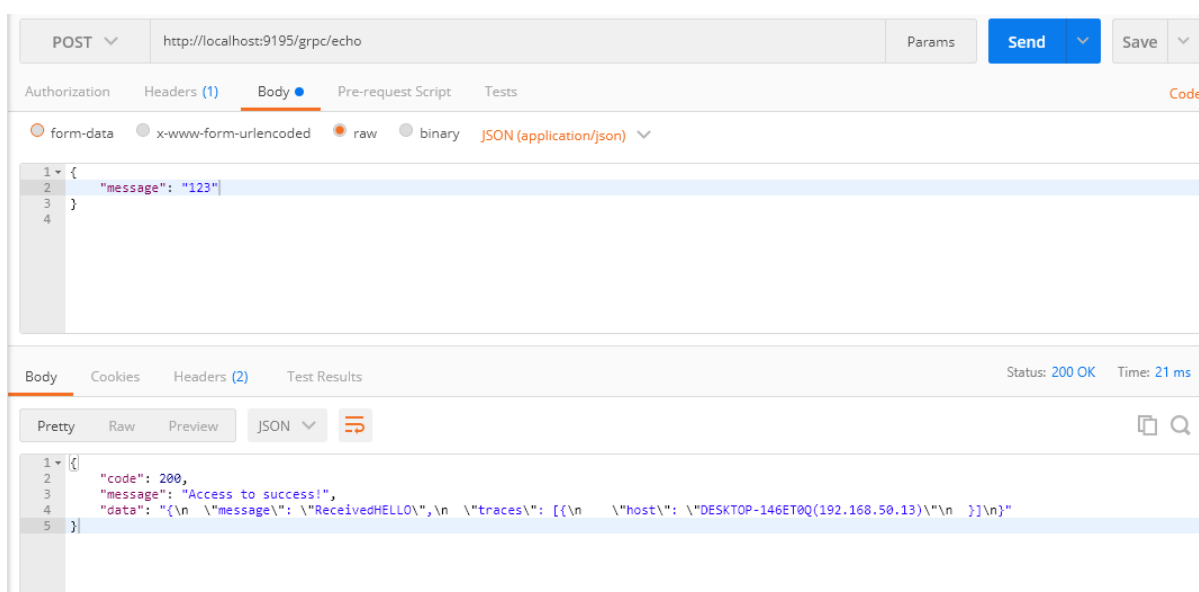 POST http://localhost:9195/grpc/echo Params Send Save
Authorization Headers (1) Body Pre-request Script Tests Code
form-data x-www-form-urlencoded raw binary JSON (application/json)
1 {
2 "message": "123"
3 }
4
Body Cookies Headers (2) Test Results Status: 200 OK Time: 21 ms
Pretty Raw Preview JSON
1 {
2 "code": 200,
3 "message": "Access to success!",
4 "data": "{\n \"message\": \"ReceivedHELLO\",\n \"traces\": [{\n \"host\": \"DESKTOP-146ET0Q(192.168.50.13)\"\n }]\n}"
5 }